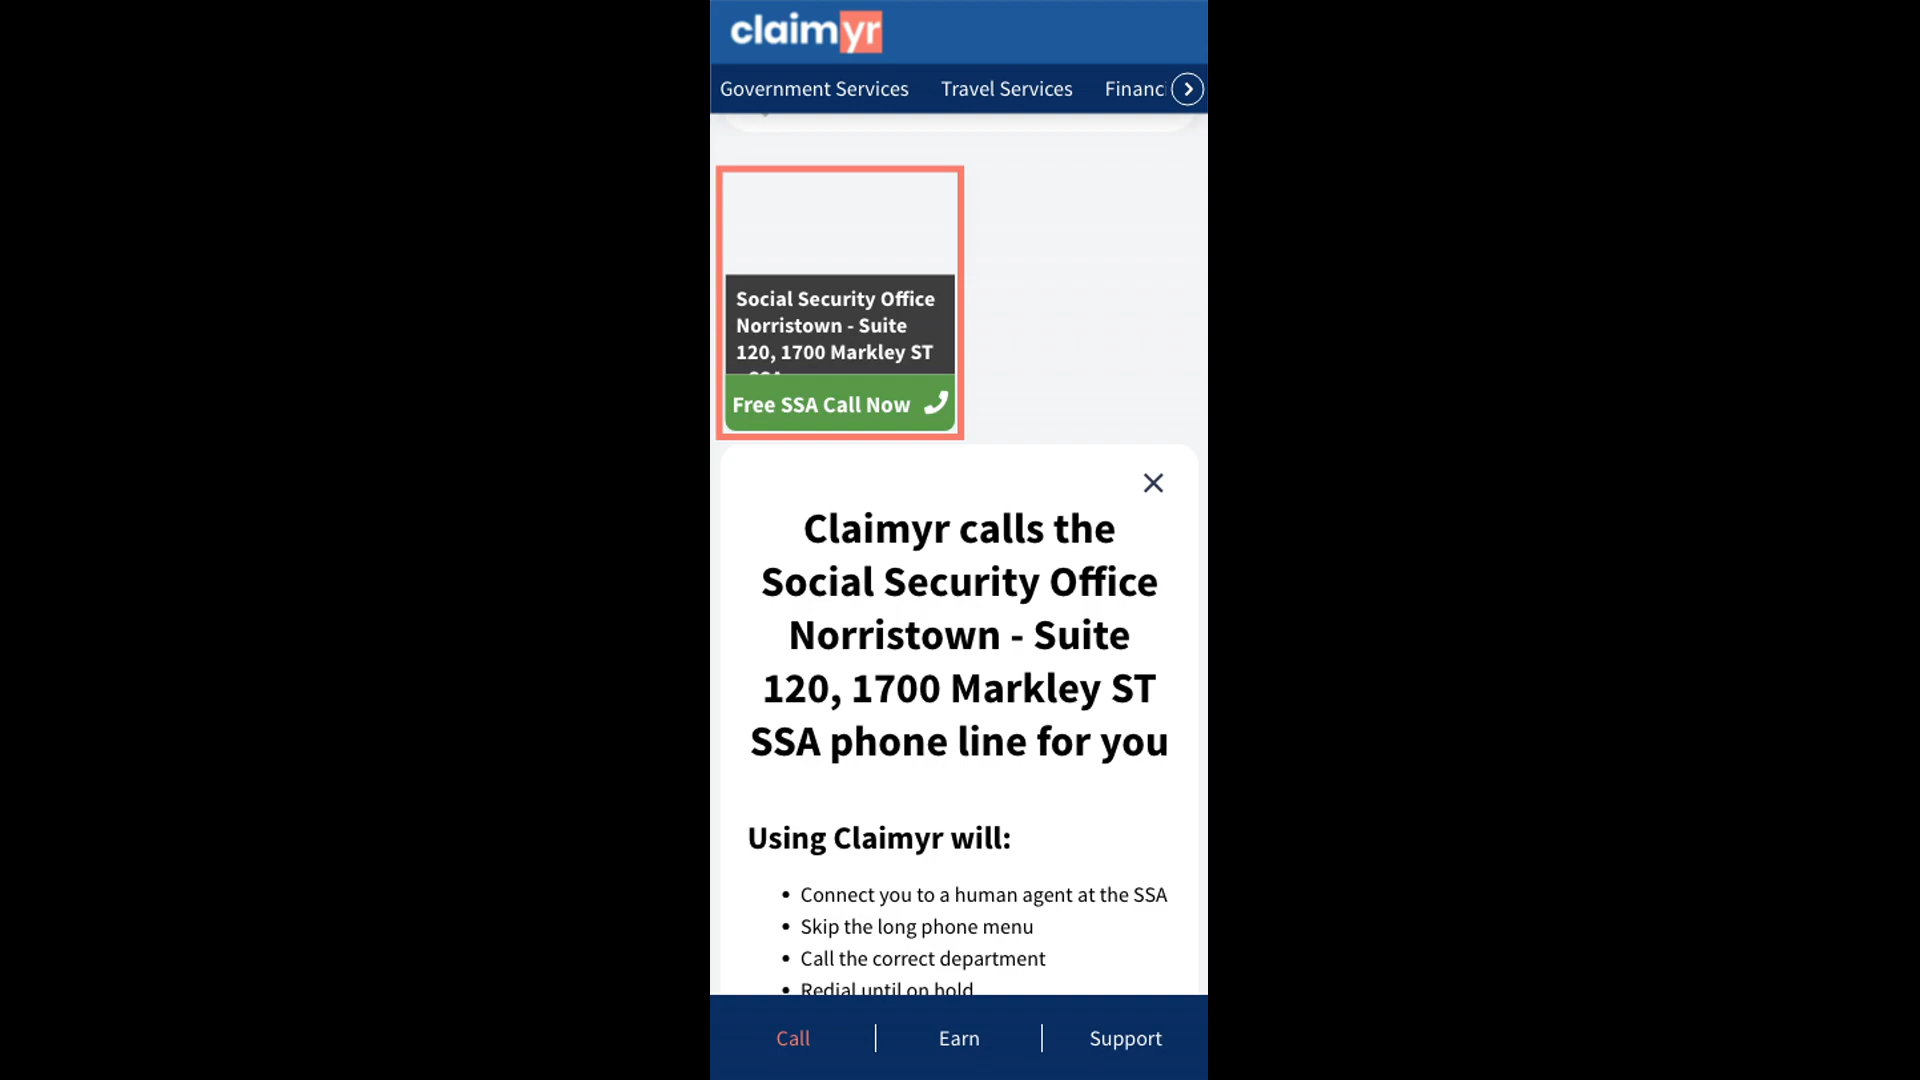 claimyr
Government Services Travel Services Financ
Social Security Office
Norristown - Suite
120, 1700 Markley ST
Free SSA Call Now
Claimyr calls the
Social Security Office
Norristown - Suite
120, 1700 Markley ST
SSA phone line for you
Using Claimyr will:
• Connect you to a human agent at the SSA
• Skip the long phone menu
• Call the correct department
• Redial until on hold
Call | Earn | Support